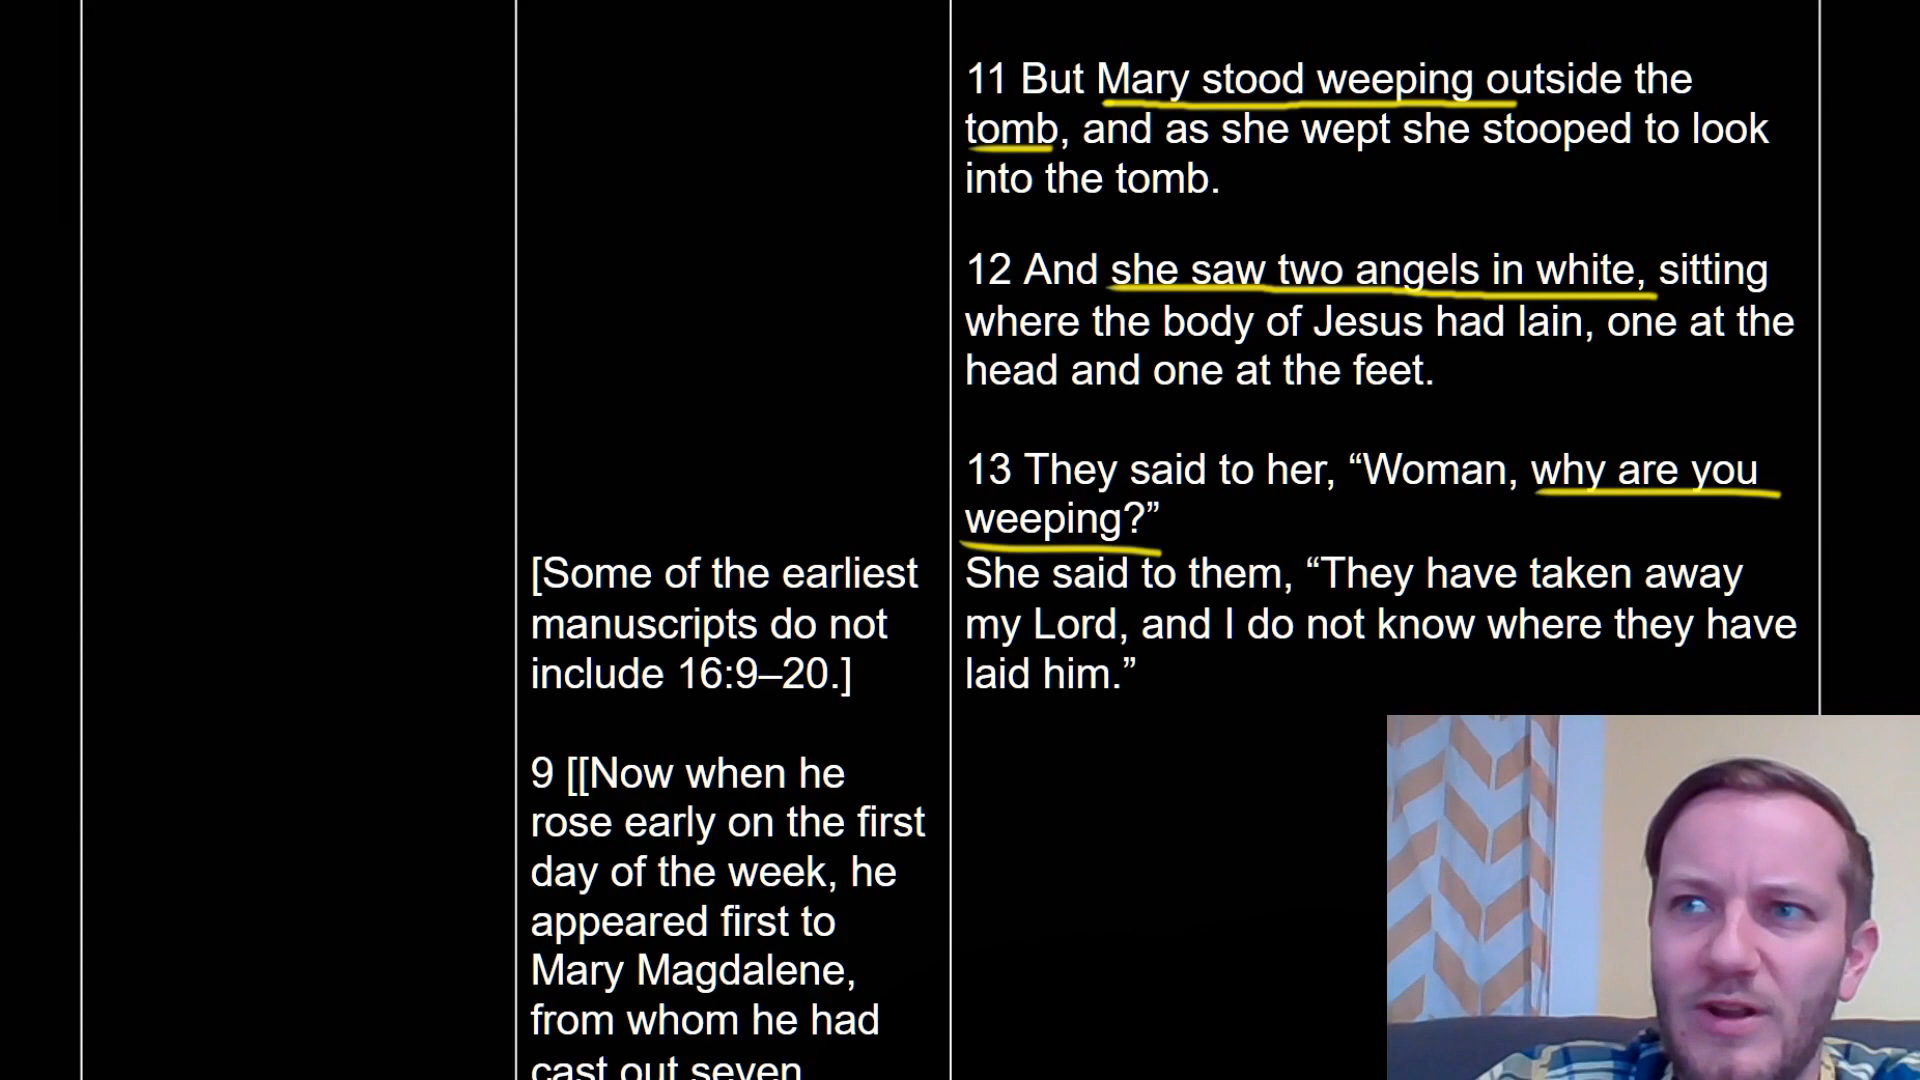 11 But Mary stood weeping outside the
tomb, and as she wept she stooped to look
into the tomb.
12 And she saw two angels in white, sitting
where the body of Jesus had lain, one at the
head and one at the feet.
13 They said to her, “Woman, why are you
weeping?”
She said to them, “They have taken away
my Lord, and I do not know where they have
laid him.”
[Some of the earliest
manuscripts do not
include 16:9–20.]
9 [[Now when he
rose early on the first
day of the week, he
appeared first to
Mary Magdalene,
from whom he had
cast out seven